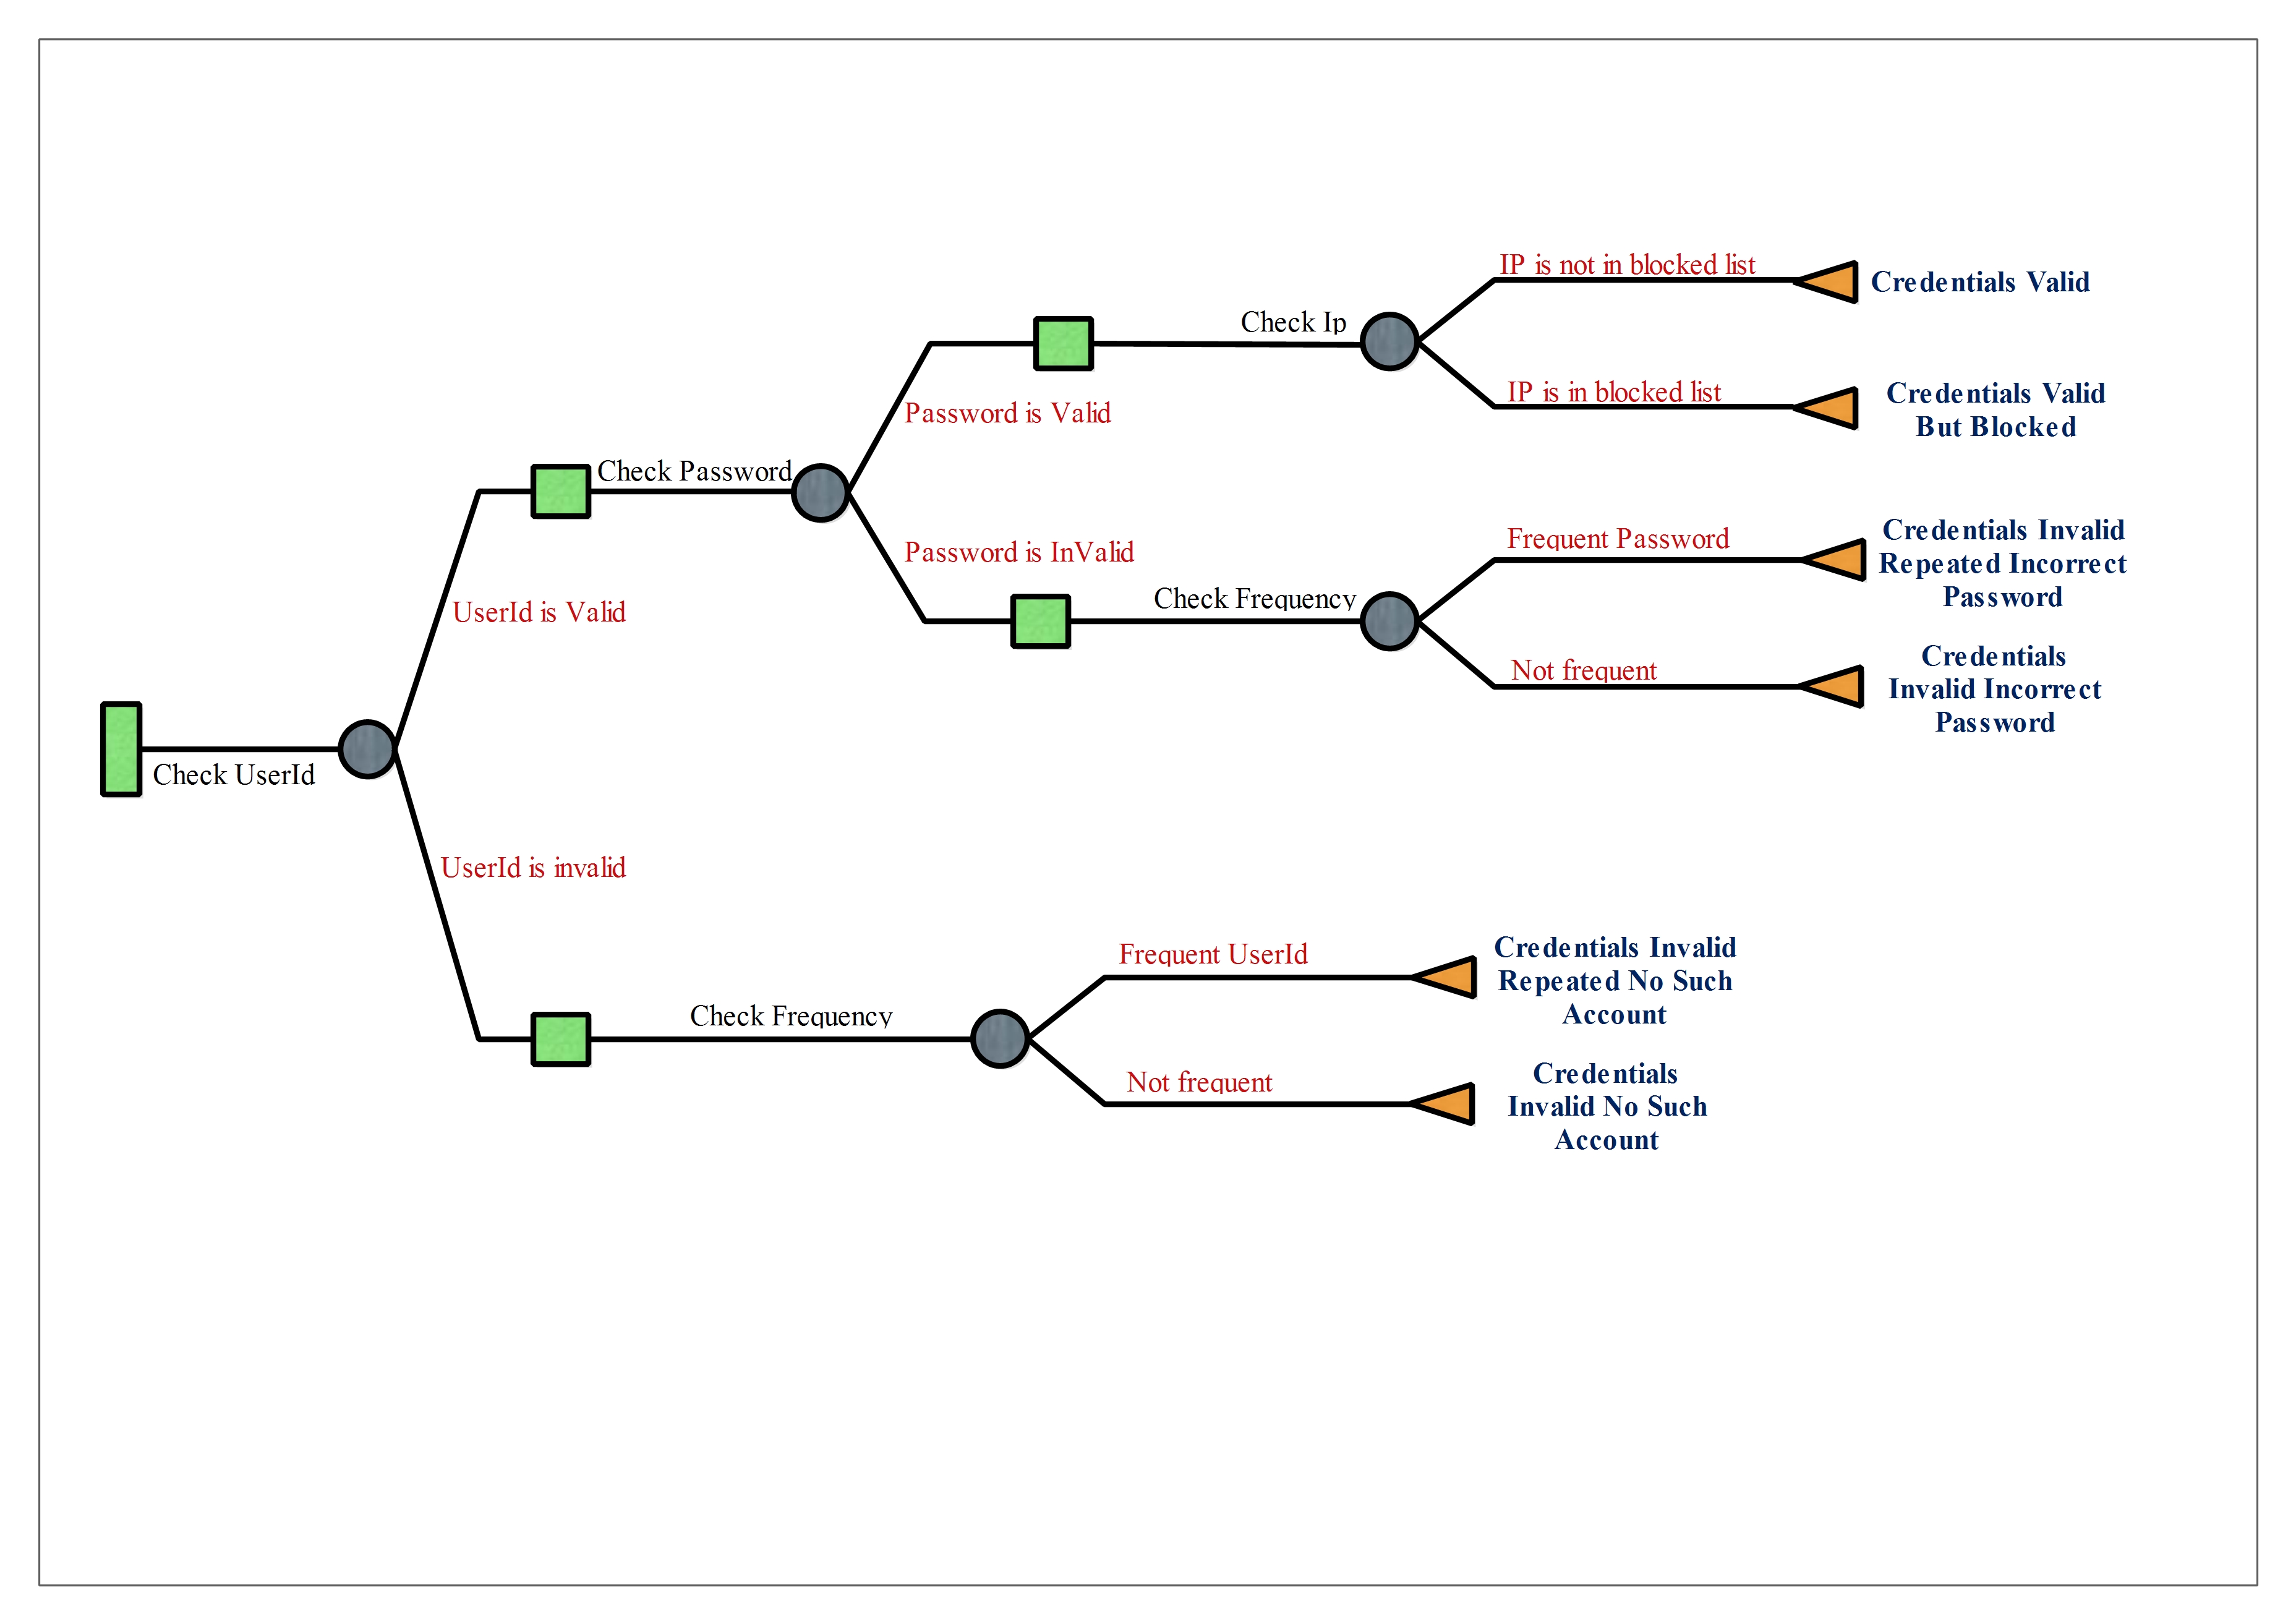 IP is not in blocked list
Credentials Valid
Check Ip
IP is in blocked list
Credentials Valid
But Blocked
Password is Valid
Check Password
Credentials Invalid
Repeated Incorrect
Password
Frequent Password
Password is InValid
Check Frequency
UserId is Valid
Not frequent
Credentials
Invalid Incorrect
Password
Check UserId
UserId is invalid
Frequent UserId
Credentials Invalid
Repeated No Such
Account
Check Frequency
Not frequent
Credentials
Invalid No Such
Account